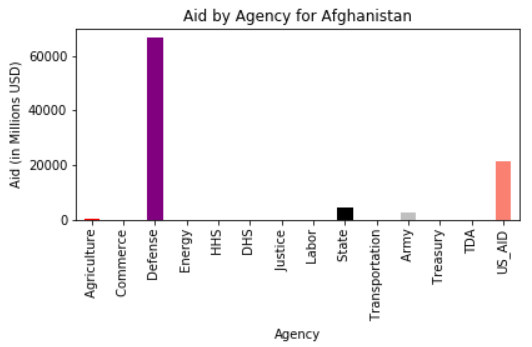 Aid by Agency for Afghanistan
Aid (in Millions USD)
60000
40000
20000
0
Agriculture
Commerce
Defense
Energy
HHS
DHS
Justice
Labor
State
Transportation
Army
Treasury
TDA
US_AID
Agency